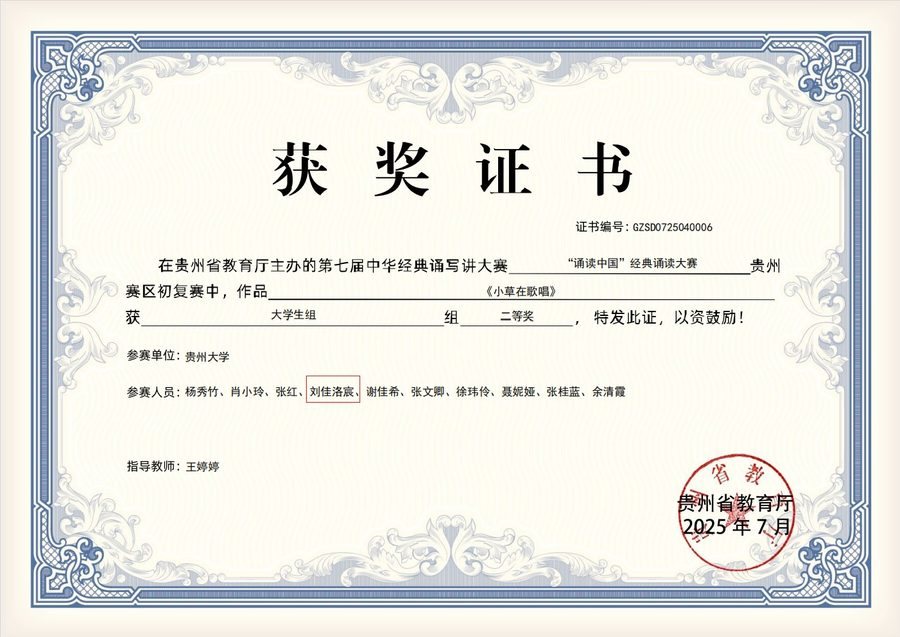 获奖证书
证书编号：GZSD0725040006
在贵州省教育厅主办的第七届中华经典诵写讲大赛“诵读中国”经典诵读大赛贵州
赛区初复赛中，作品《小草在歌唱》
获大学生组组二等奖，特发此证，以资鼓励！
参赛单位：贵州大学
参赛人员：杨秀竹、肖小玲、张红、刘佳洛宸、谢佳希、张文卿、徐玮伶、聂妮娅、张桂蓝、余清霞
指导教师：王婷婷
贵州省教育厅
2025年7月